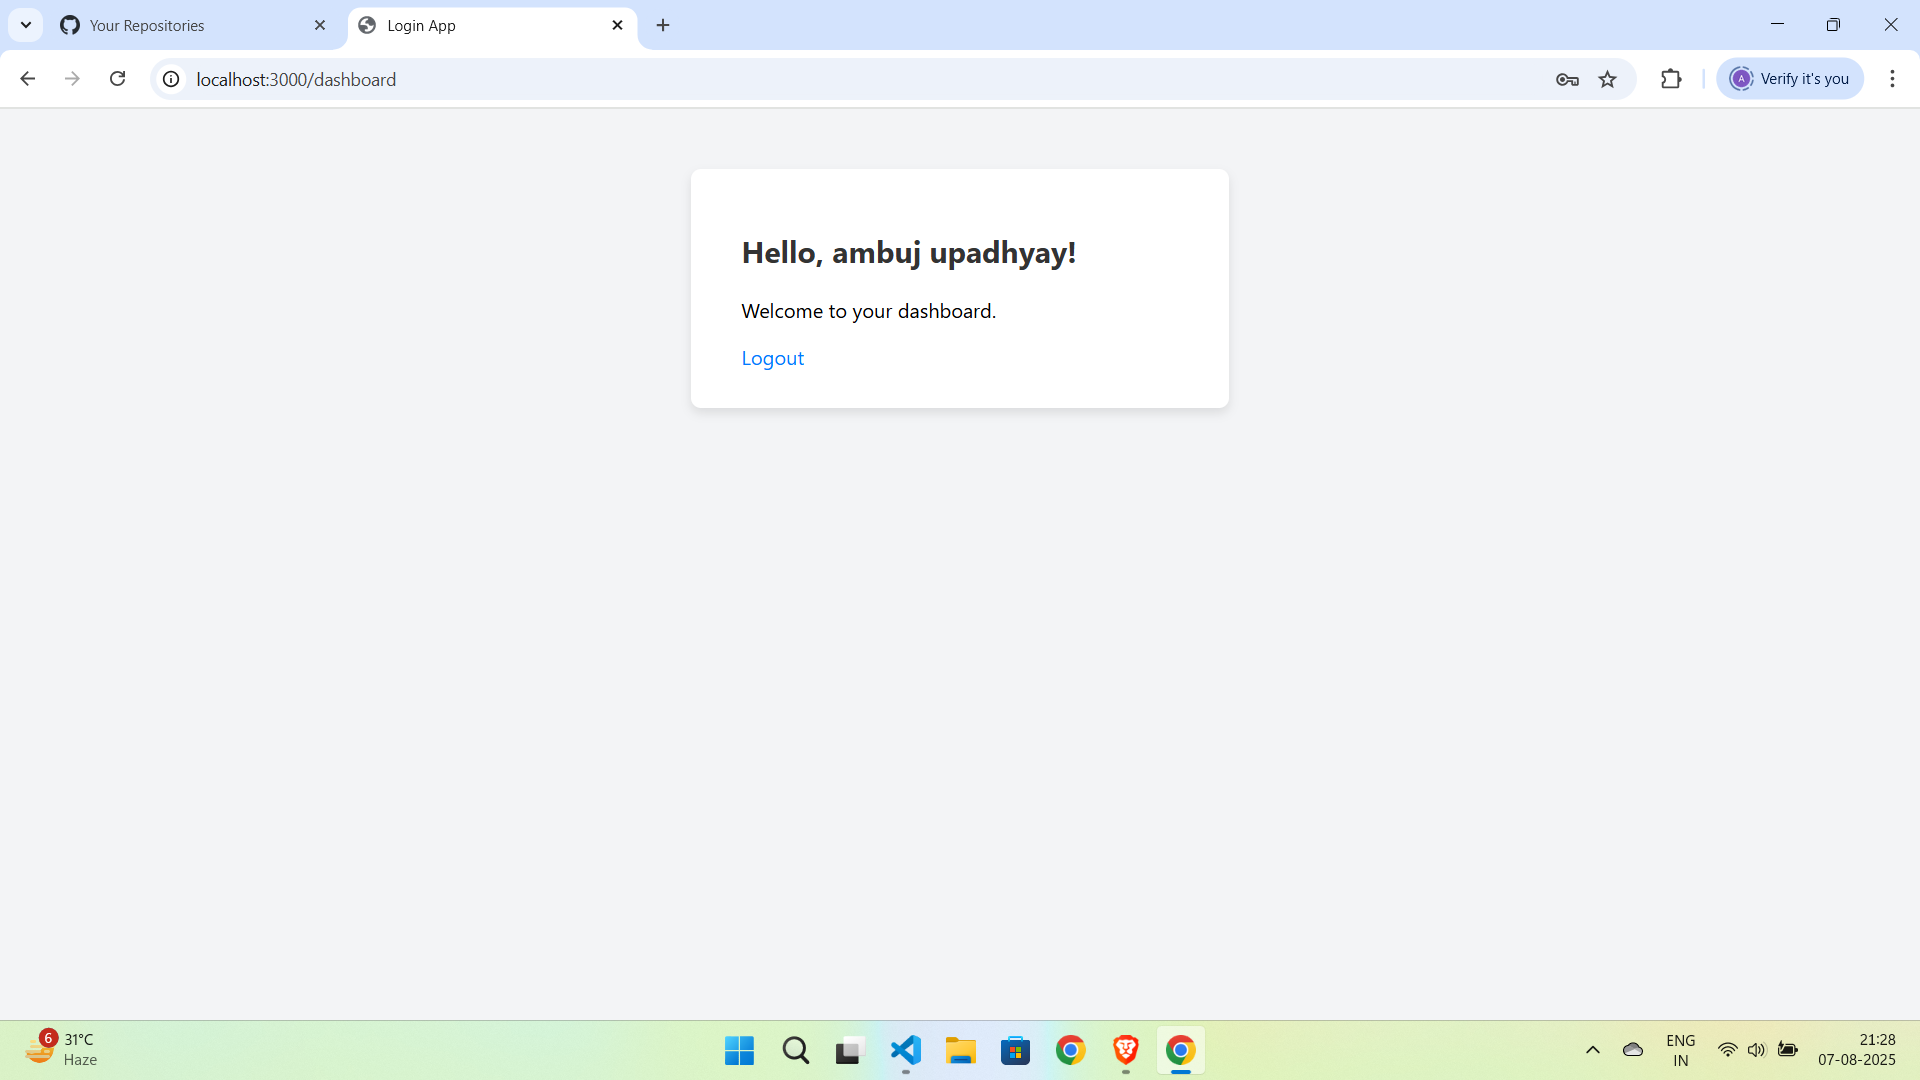 Your Repositories
Login App
localhost:3000/dashboard
A
Verify it's you
Hello, ambuj upadhyay!
Welcome to your dashboard.
Logout
6
31°C
Haze
ENG
IN
21:28
07-08-2025